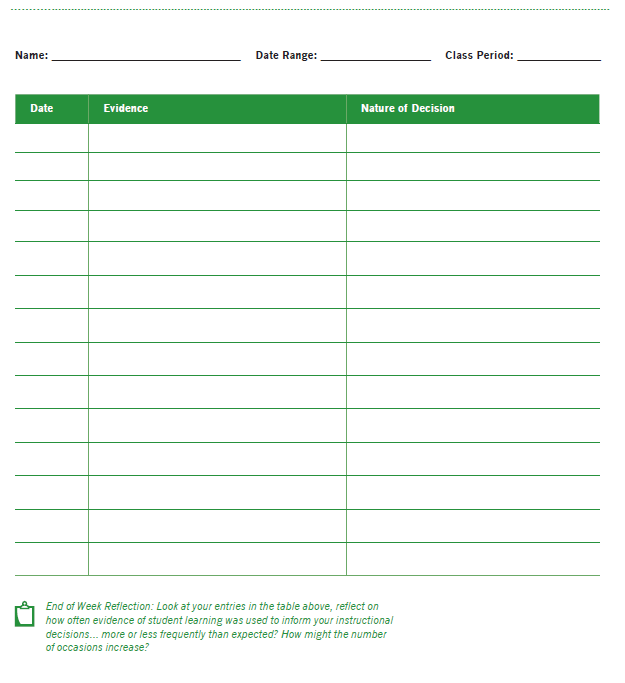 Name: Date Range: Class Period:
Date Evidence Nature of Decision
End of Week Reflection: Look at your entries in the table above, reflect on
how often evidence of student learning was used to inform your instructional
decisions... more or less frequently than expected? How might the number
of occasions increase?